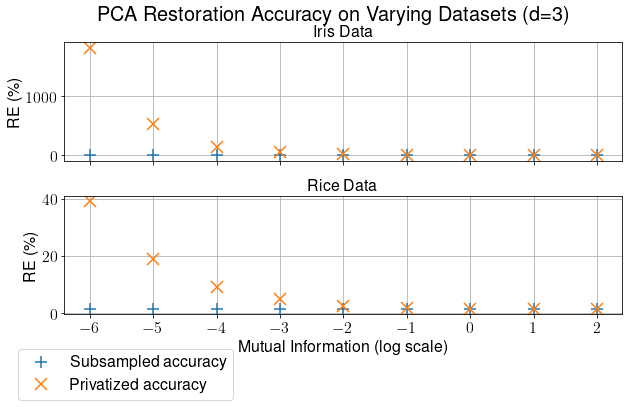 PCA Restoration Accuracy on Varying Datasets (d=3)
Iris Data
RE (%)
1000
0
Rice Data
RE (%)
40
20
0
−6 −5 −4 −3 −2 −1 0 1 2
Mutual Information (log scale)
Subsampled accuracy
Privatized accuracy